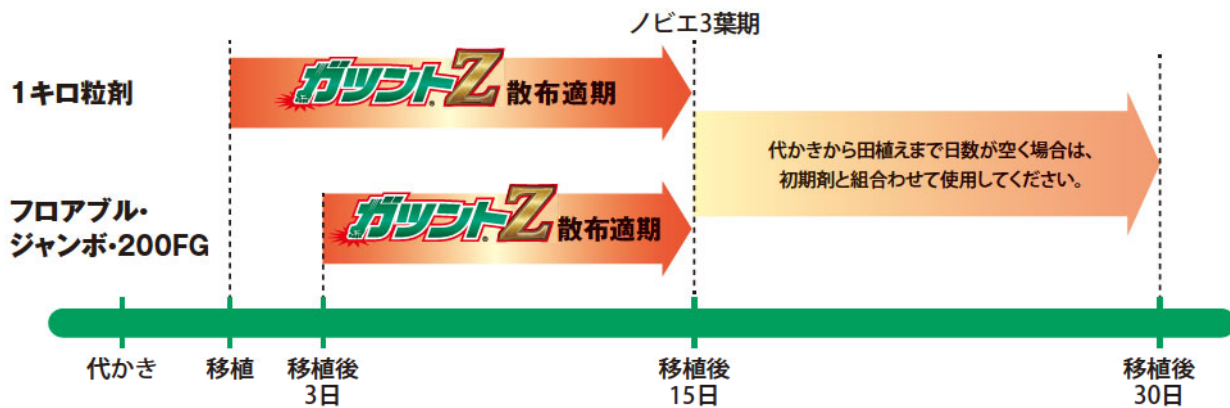 ノビエ3葉期
1キロ粒剤
ガツントZ 散布適期
代かきから田植えまで日数が空く場合は、
初期剤と組合わせて使用してください。
フロアブル・
ジャンボ・200FG
ガツントZ 散布適期
代かき
移植
移植後
3日
移植後
15日
移植後
30日